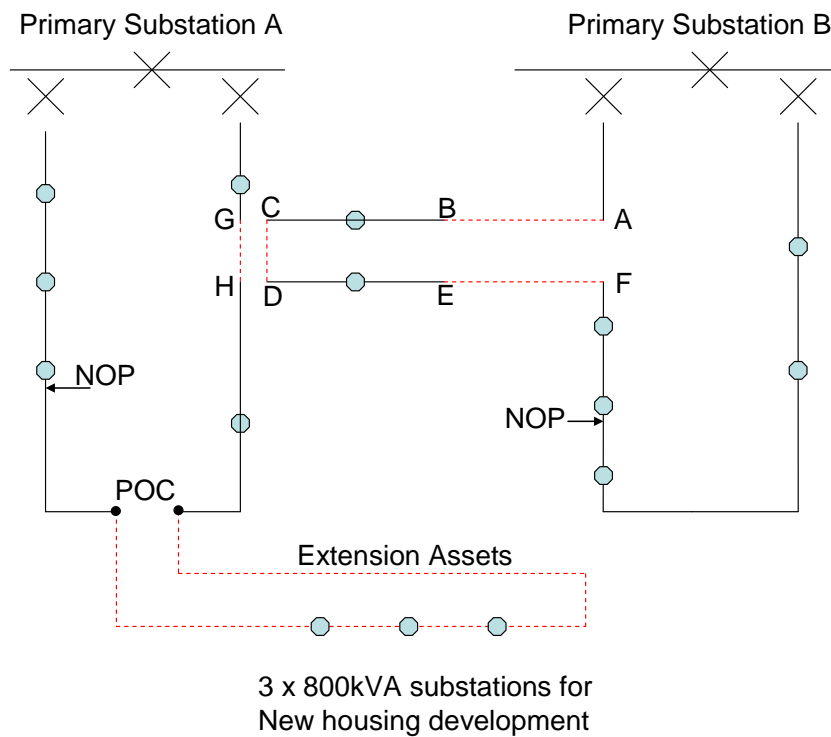 Primary Substation A
Primary Substation B
G
C
B
A
H
D
E
F
NOP
NOP
POC
Extension Assets
3 x 800kVA substations for
New housing development